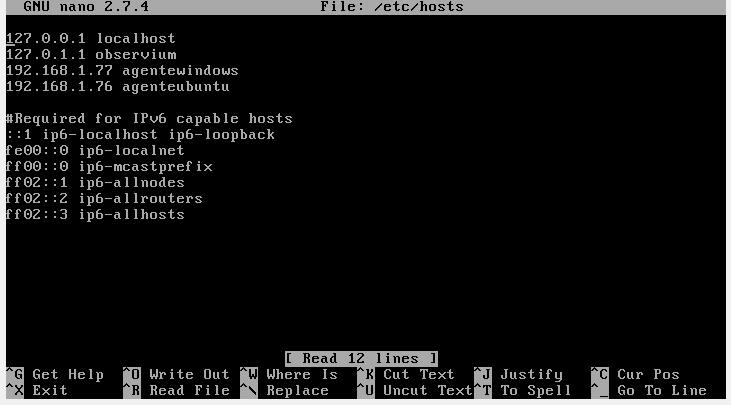 GNU nano 2.7.4 File: /etc/hosts
127.0.0.1 localhost
127.0.1.1 observium
192.168.1.77 agentewindows
192.168.1.76 agenteubuntu
#Required for IPv6 capable hosts
::1 ip6-localhost ip6-loopback
fe00::0 ip6-localnet
ff00::0 ip6-mcastprefix
ff02::1 ip6-allnodes
ff02::2 ip6-allrouters
ff02::3 ip6-allhosts
[ Read 12 lines ]
^G Get Help ^O Write Out ^W Where Is ^K Cut Text ^J Justify ^C Cur Pos
^X Exit ^R Read File ^\ Replace ^U Uncut Text ^T To Spell ^_ Go To Line